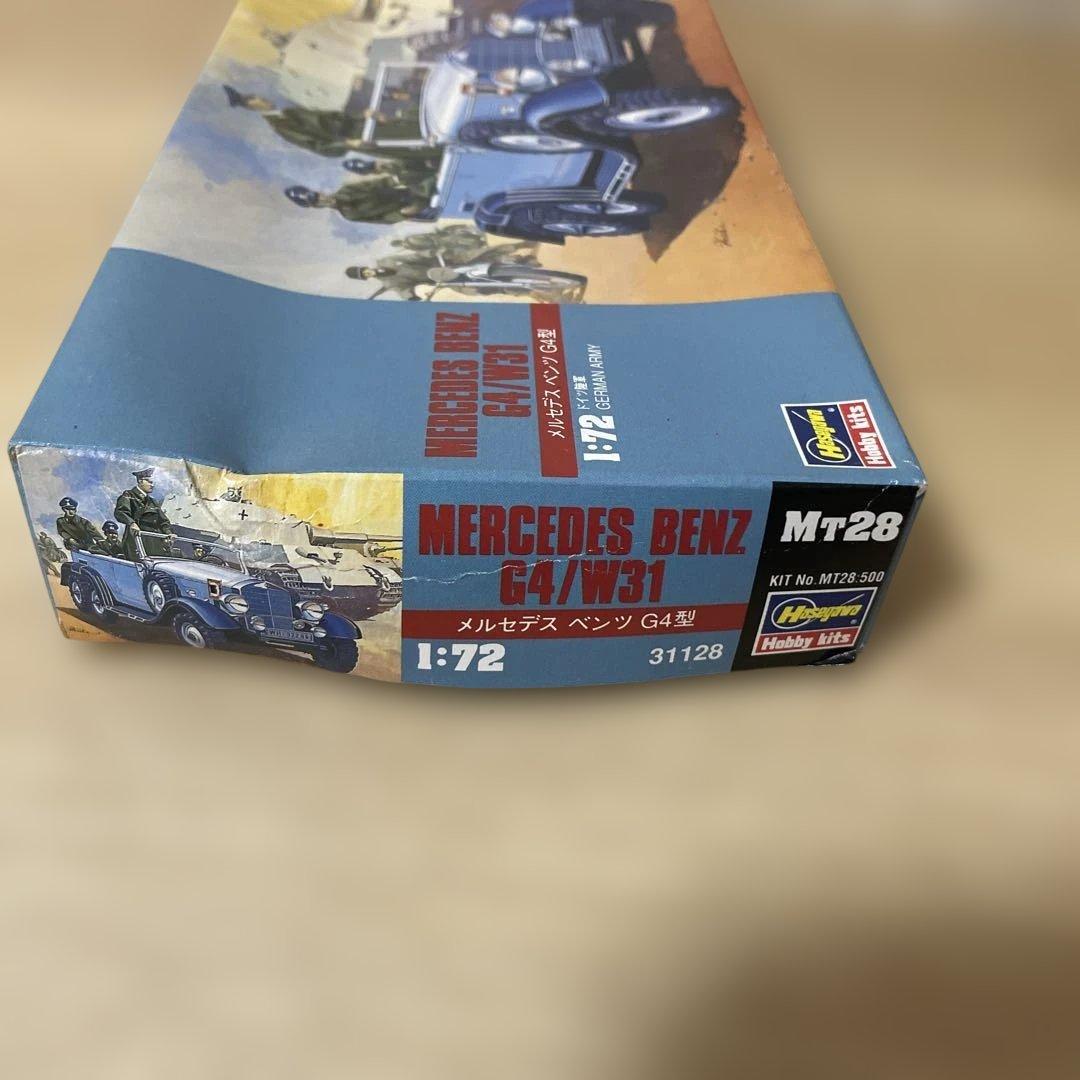 MERCEDES BENZ
G4/W31
メルセデス ベンツ G4型
1:72 ドイツ陸軍
GERMAN ARMY
Hasegawa
Hobby kits
MERCEDES BENZ
G4/W31
メルセデス ベンツ G4型
1:72
31128
MT28
KIT No.MT28:500
Hasegawa
Hobby kits